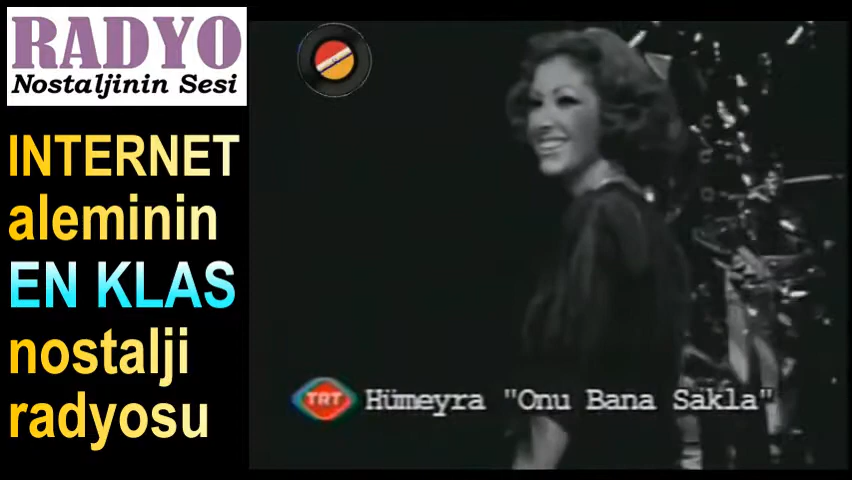 RADYO
Nostaljinin Sesi
INTERNET
aleminin
EN KLAS
nostalji
radyosu
TRT Hümeyra "Onu Bana Sakla"